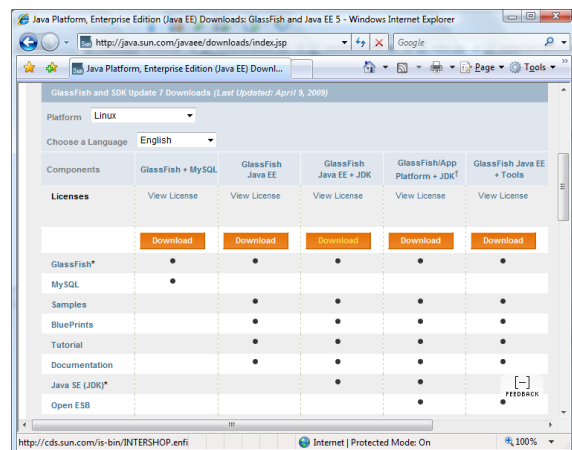 Java Platform, Enterprise Edition (Java EE) Downloads: GlassFish and Java EE 5 - Windows Internet Explorer
http://java.sun.com/javaee/downloads/index.jsp
Google
Java Platform, Enterprise Edition (Java EE) Downl...
Page
Tools
GlassFish and SDK Update 7 Downloads (Last Updated: April 9, 2009)
Platform Linux
Choose a Language English
Components GlassFish + MySQL GlassFish Java EE GlassFish Java EE + JDK GlassFish/App Platform + JDK† GlassFish Java EE + Tools
Licenses View License View License View License View License View License
Download Download Download Download Download
GlassFish* • • • • •
MySQL •
Samples • • • •
BluePrints • • • •
Tutorial • • • •
Documentation • • • •
Java SE (JDK)* • • [-]
FEEDBACK
Open ESB • •
http://cds.sun.com/is-bin/INTERSHOP.enfi Internet | Protected Mode: On 100%